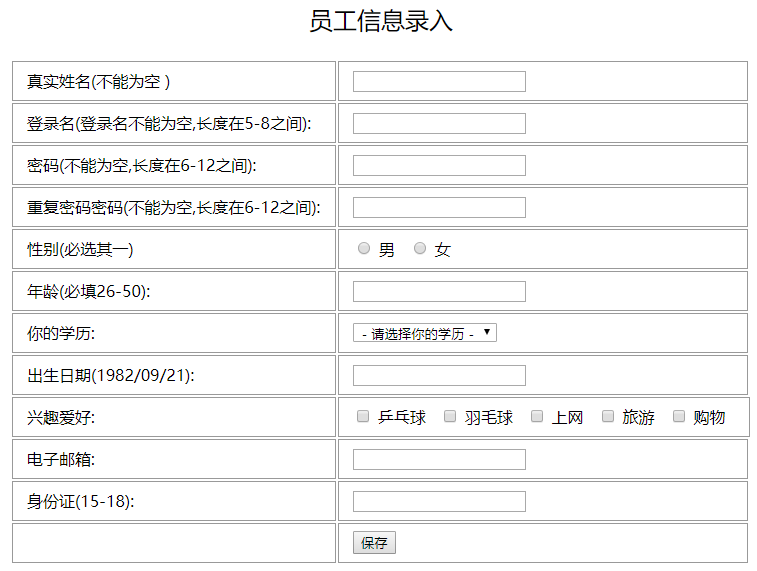 员工信息录入
真实姓名(不能为空 )
登录名(登录名不能为空,长度在5-8之间):
密码(不能为空,长度在6-12之间):
重复密码密码(不能为空,长度在6-12之间):
性别(必选其一) 男 女
年龄(必填26-50):
你的学历: - 请选择你的学历 -
出生日期(1982/09/21):
兴趣爱好: 乒乓球 羽毛球 上网 旅游 购物
电子邮箱:
身份证(15-18):
保存